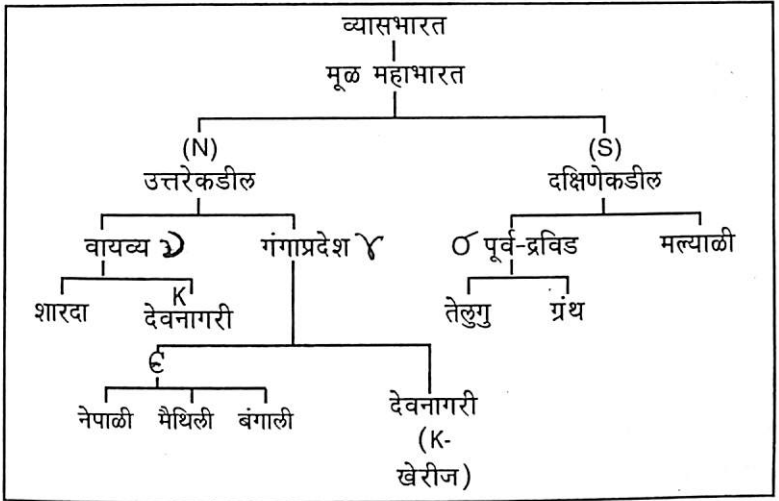 व्यासभारत
मूळ महाभारत
(N) (S)
उत्तरेकडील दक्षिणेकडील
वायव्य ν गंगाप्रदेश γ σ पूर्व-द्रविड मल्याळी
शारदा K देवनागरी तेलुगु ग्रंथ
Є
नेपाळी मैथिली बंगाली देवनागरी
(K-
खेरीज)